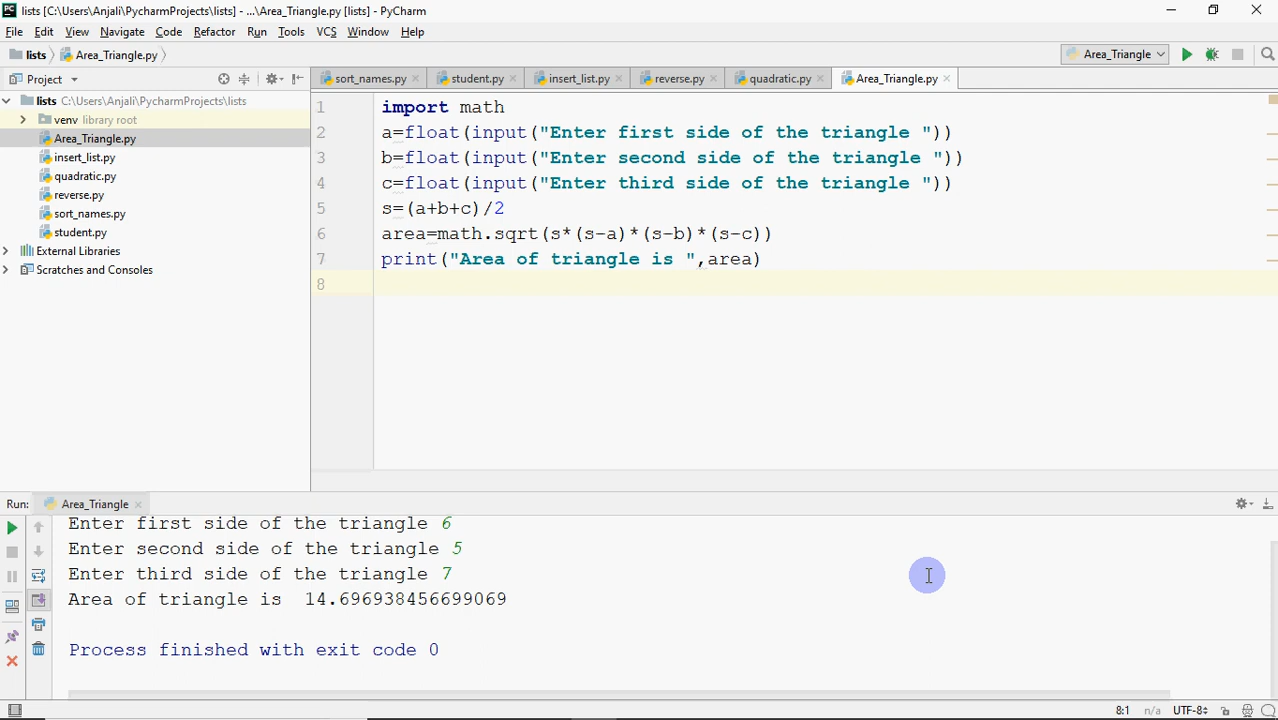 lists [C:\Users\Anjali\PycharmProjects\lists] - ...\Area_Triangle.py [lists] - PyCharm
File Edit View Navigate Code Refactor Run Tools VCS Window Help
lists Area_Triangle.py Area_Triangle
Project sort_names.py student.py insert_list.py reverse.py quadratic.py Area_Triangle.py
lists C:\Users\Anjali\PycharmProjects\lists
venv library root
Area_Triangle.py
insert_list.py
quadratic.py
reverse.py
sort_names.py
student.py
External Libraries
Scratches and Consoles
1 import math
2 a=float(input("Enter first side of the triangle "))
3 b=float(input("Enter second side of the triangle "))
4 c=float(input("Enter third side of the triangle "))
5 s=(a+b+c)/2
6 area=math.sqrt(s*(s-a)*(s-b)*(s-c))
7 print("Area of triangle is ",area)
8
Run: Area_Triangle
Enter first side of the triangle 6
Enter second side of the triangle 5
Enter third side of the triangle 7
Area of triangle is  14.696938456699069
Process finished with exit code 0
8:1 n/a UTF-8